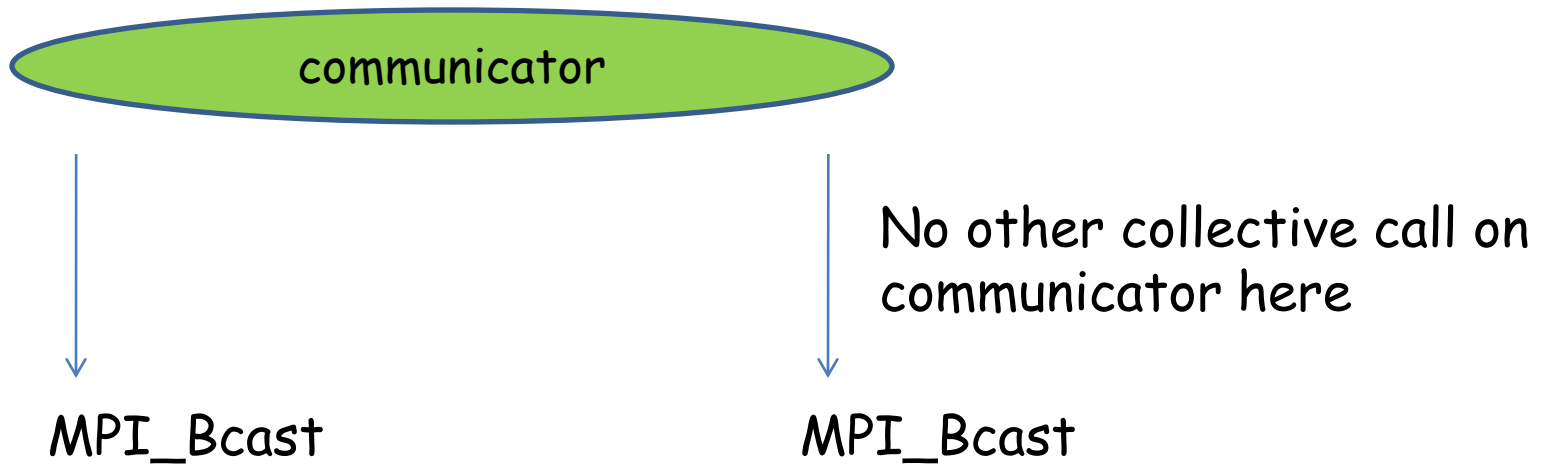 communicator
No other collective call on
communicator here
MPI_Bcast
MPI_Bcast